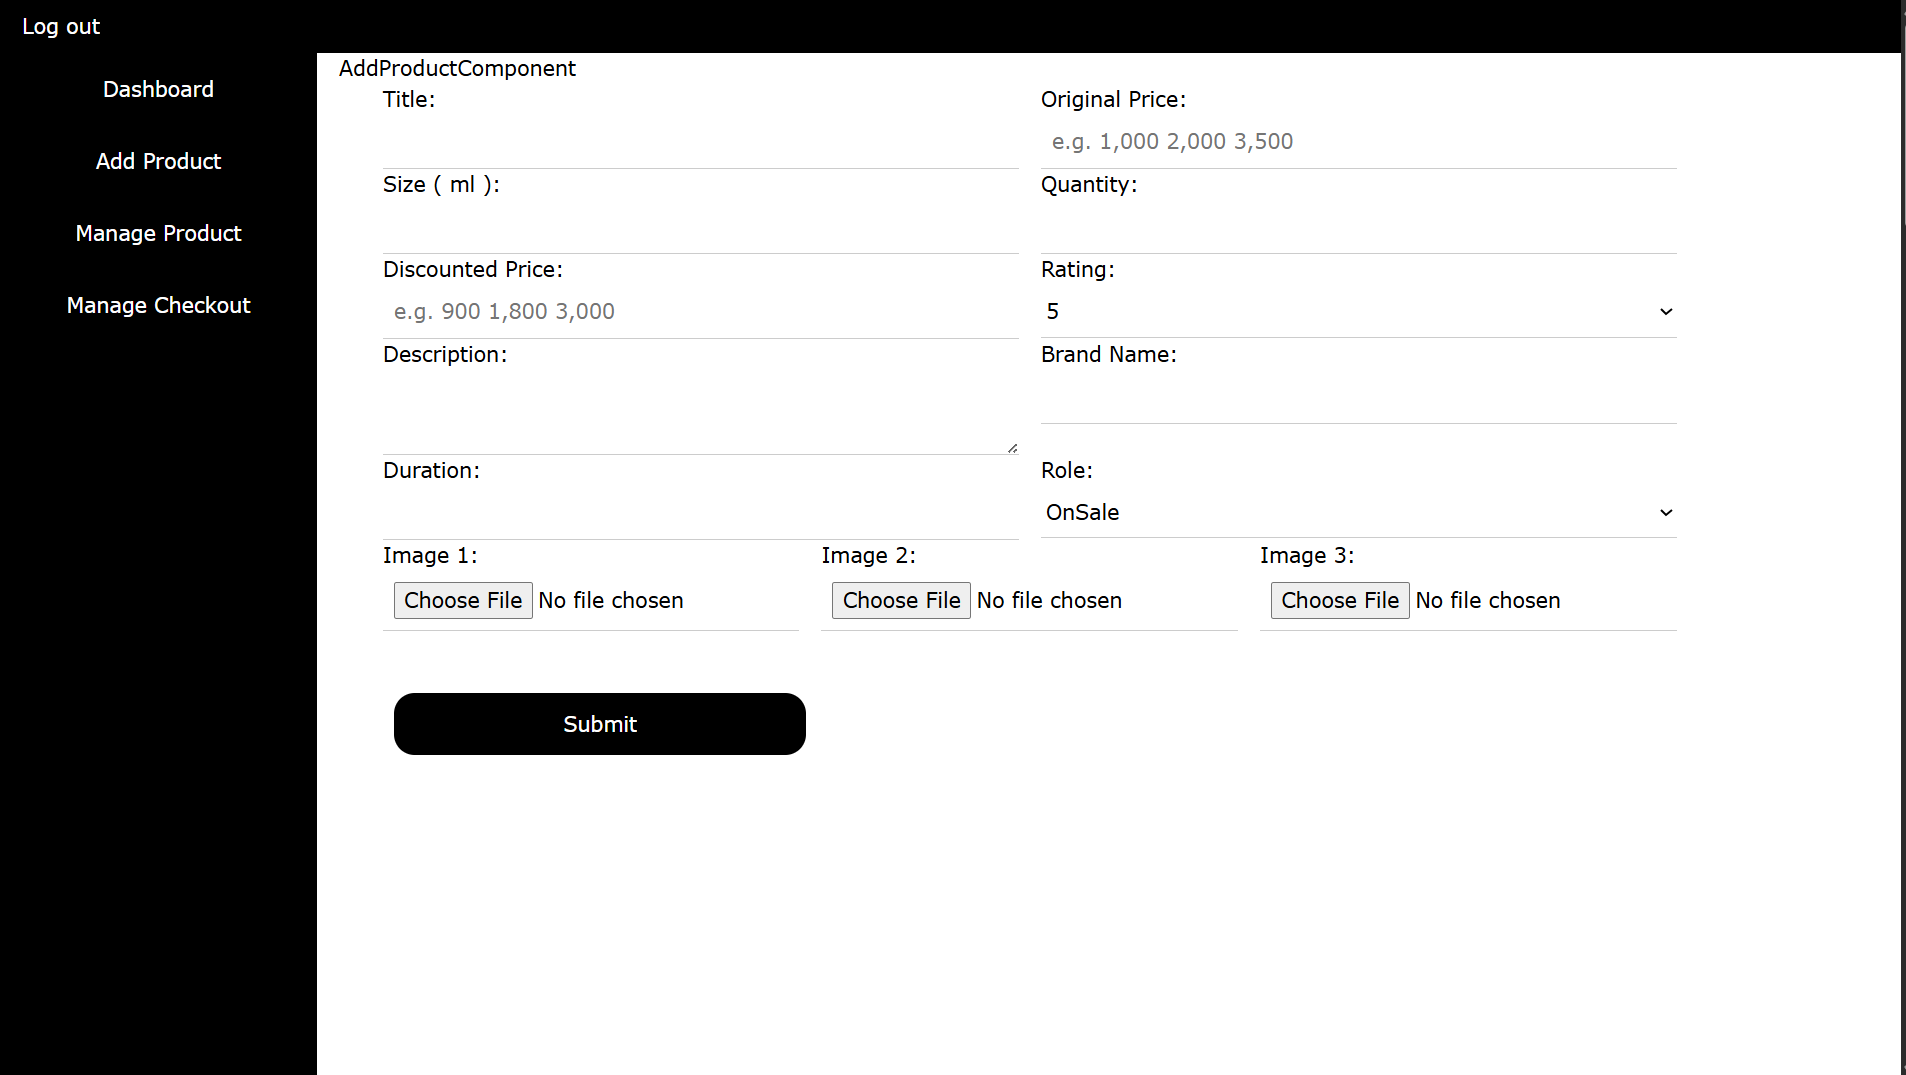 Log out
Dashboard
Add Product
Manage Product
Manage Checkout
AddProductComponent
Title:
Original Price:
e.g. 1,000 2,000 3,500
Size ( ml ):
Quantity:
Discounted Price:
e.g. 900 1,800 3,000
Rating:
5
Description:
Brand Name:
Duration:
Role:
OnSale
Image 1:
Choose File No file chosen
Image 2:
Choose File No file chosen
Image 3:
Choose File No file chosen
Submit